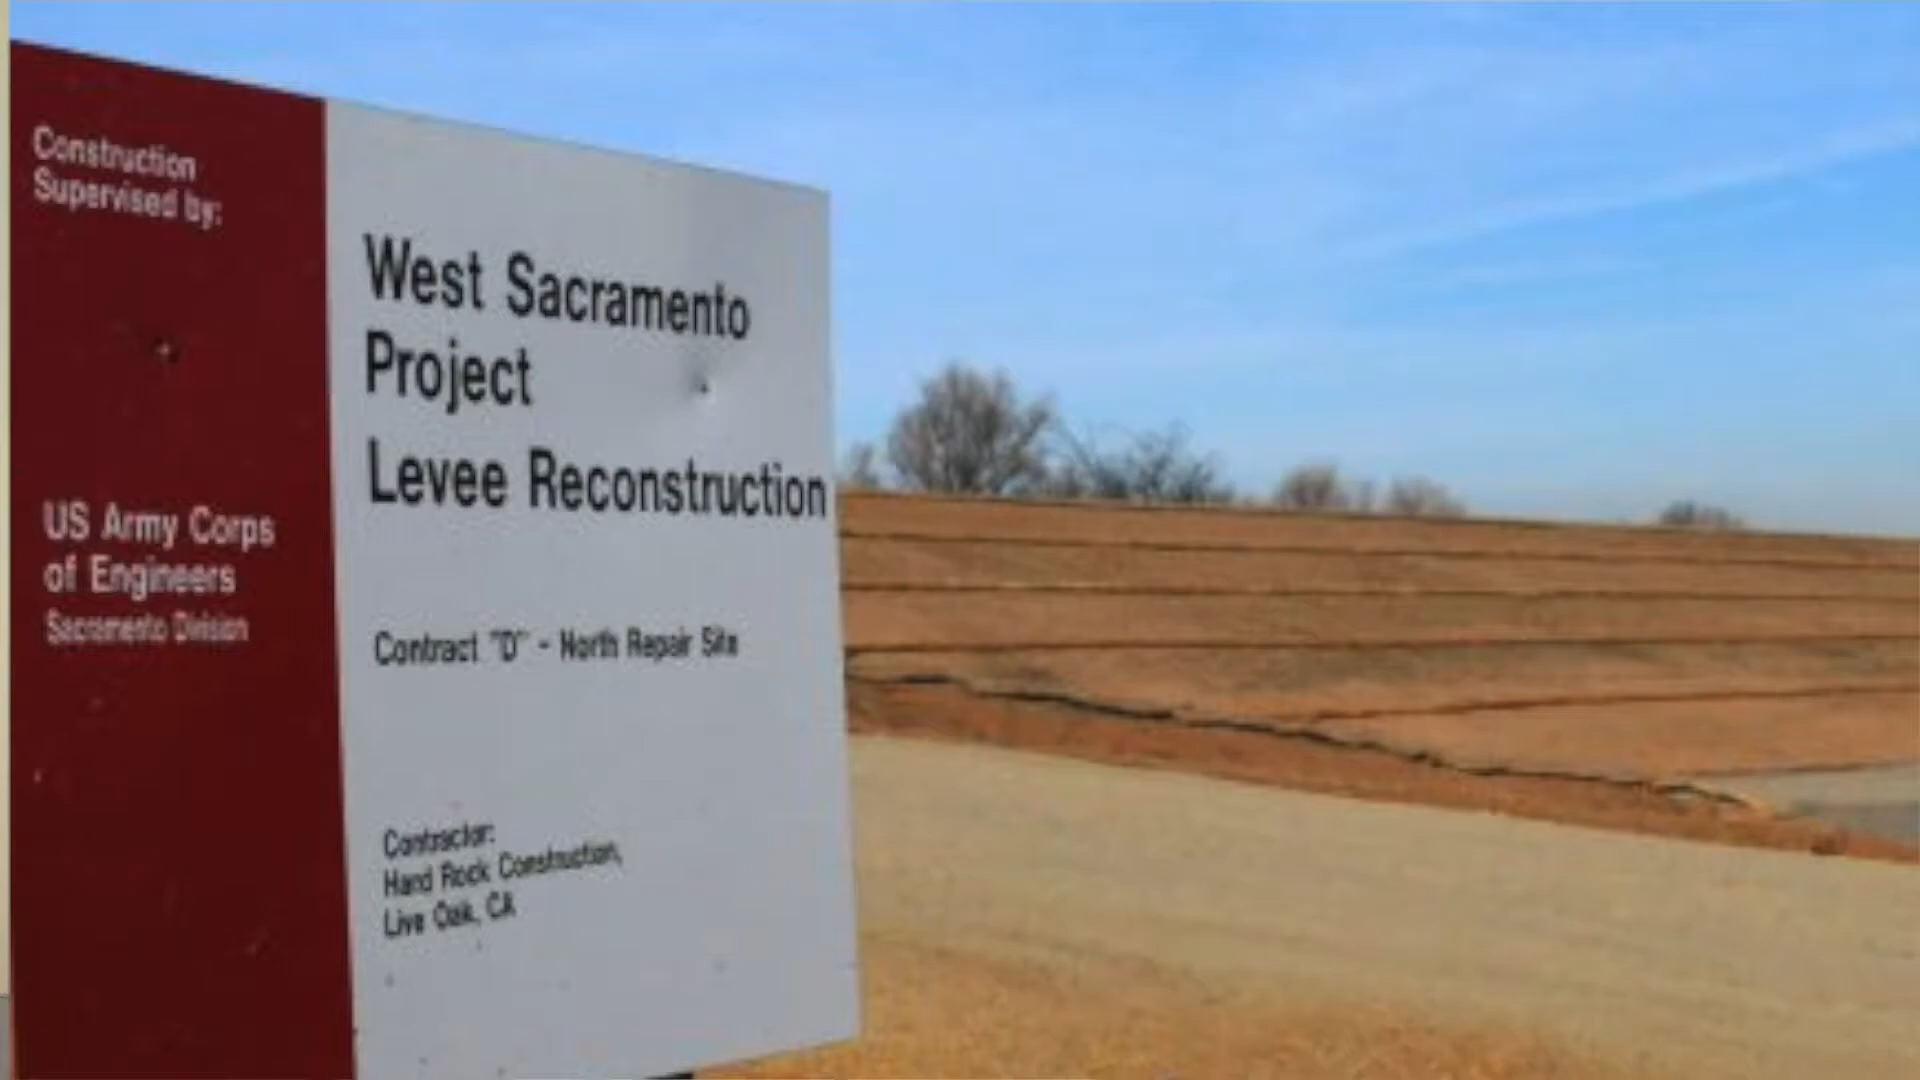 Construction
Supervised by:
US Army Corps
of Engineers
Sacramento Division
West Sacramento
Project
Levee Reconstruction
Contract "D" - North Repair Site
Contractor:
Hard Rock Construction,
Live Oak, CA